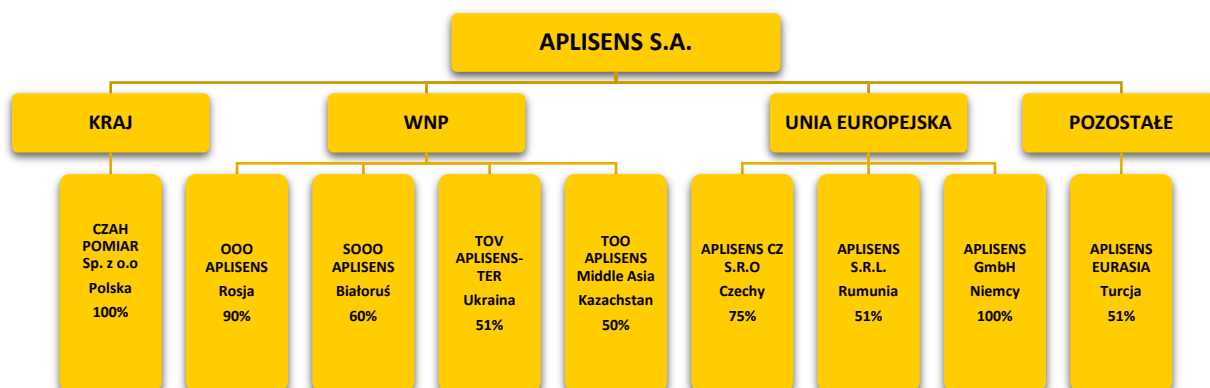 APLISENS S.A.
KRAJ
WNP
UNIA EUROPEJSKA
POZOSTAŁE
CZAH
POMIAR
Sp. z o.o
Polska
100%
OOO
APLISENS
Rosja
90%
SOOO
APLISENS
Białoruś
60%
TOV
APLISENS-
TER
Ukraina
51%
TOO
APLISENS
Middle Asia
Kazachstan
50%
APLISENS CZ
S.R.O
Czechy
75%
APLISENS
S.R.L.
Rumunia
51%
APLISENS
GmbH
Niemcy
100%
APLISENS
EURASIA
Turcja
51%